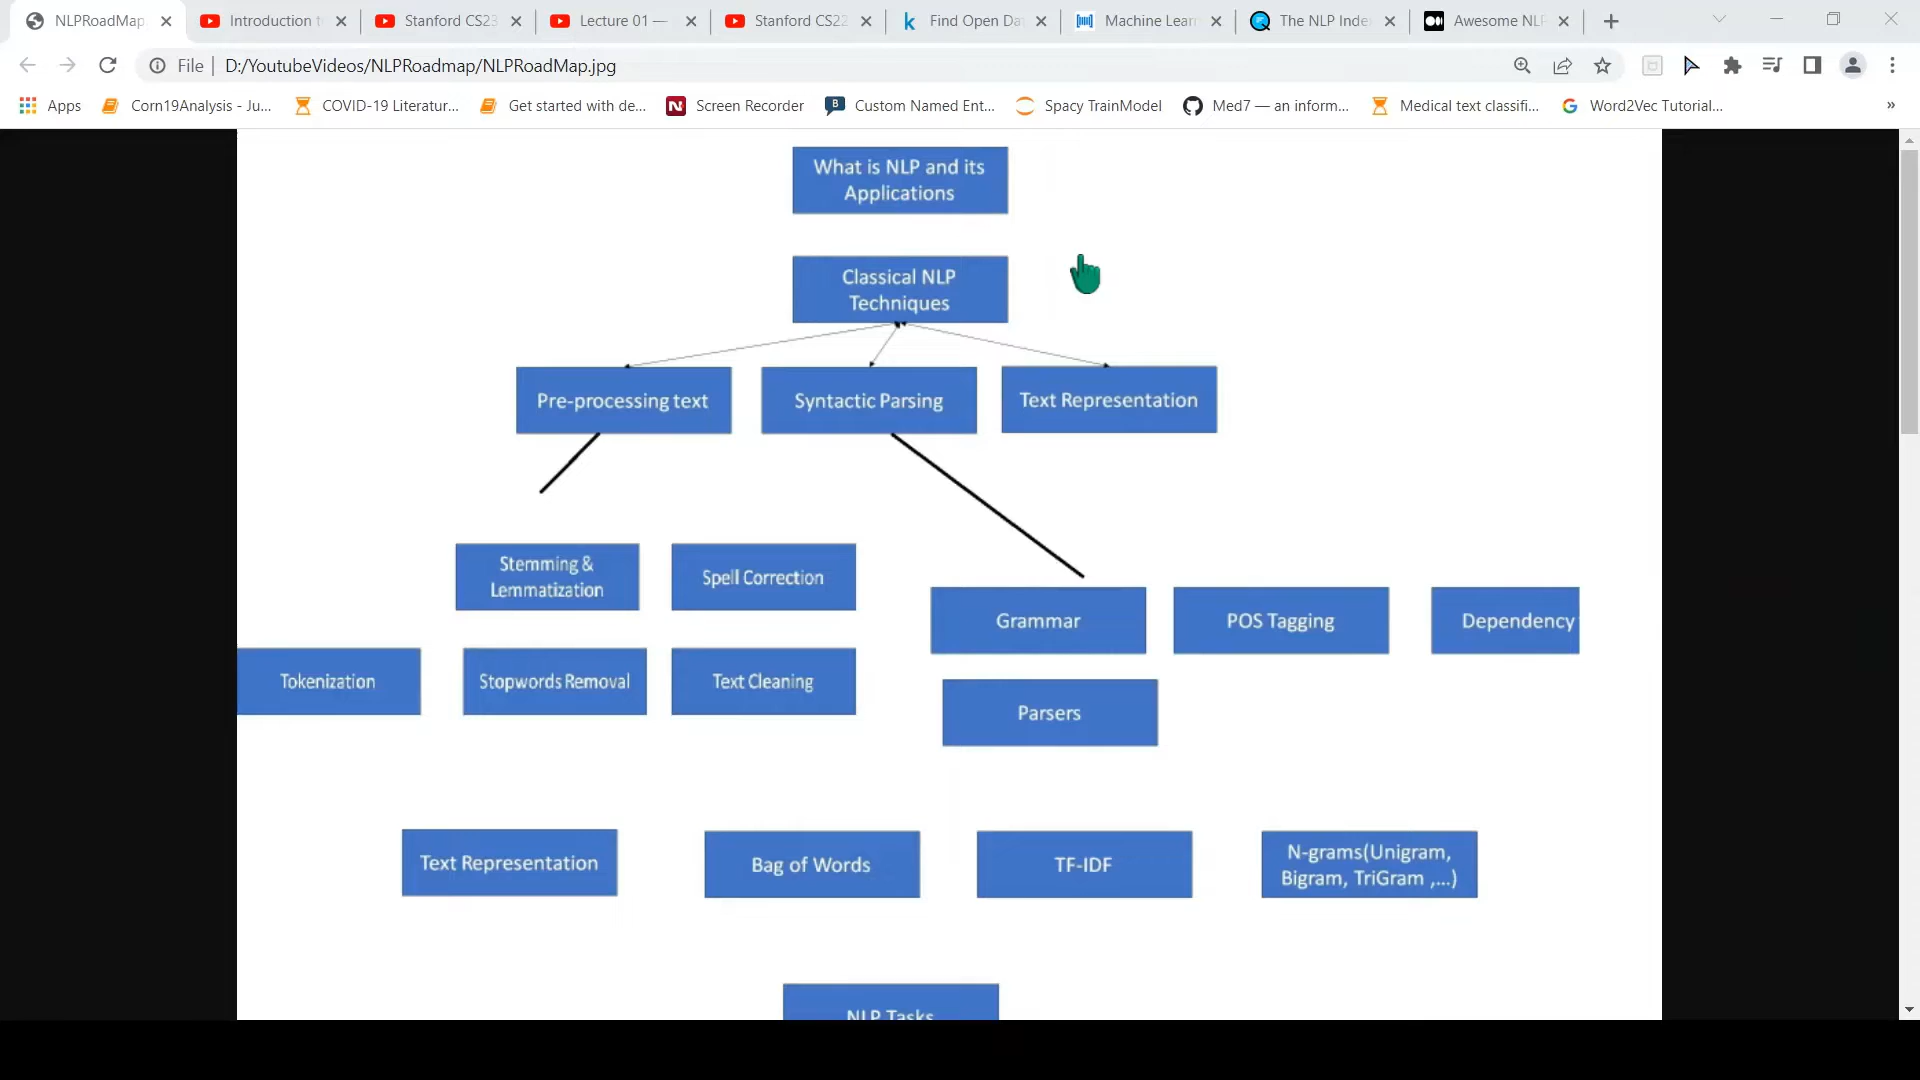 NLPRoadMap
Introduction t
Stanford CS23
Lecture 01 —
Stanford CS22
Find Open Da
Machine Lear
The NLP Inde
Awesome NLP
File
D:/YoutubeVideos/NLPRoadmap/NLPRoadMap.jpg
Apps
Corn19Analysis - Ju...
COVID-19 Literatur...
Get started with de...
Screen Recorder
Custom Named Ent...
Spacy TrainModel
Med7 — an inform...
Medical text classifi...
Word2Vec Tutorial...
What is NLP and its
Applications
Classical NLP
Techniques
Pre-processing text
Syntactic Parsing
Text Representation
Stemming &
Lemmatization
Spell Correction
Grammar
POS Tagging
Dependency
Tokenization
Stopwords Removal
Text Cleaning
Parsers
Text Representation
Bag of Words
TF-IDF
N-grams(Unigram,
Bigram, TriGram ,...)
NLP Tasks